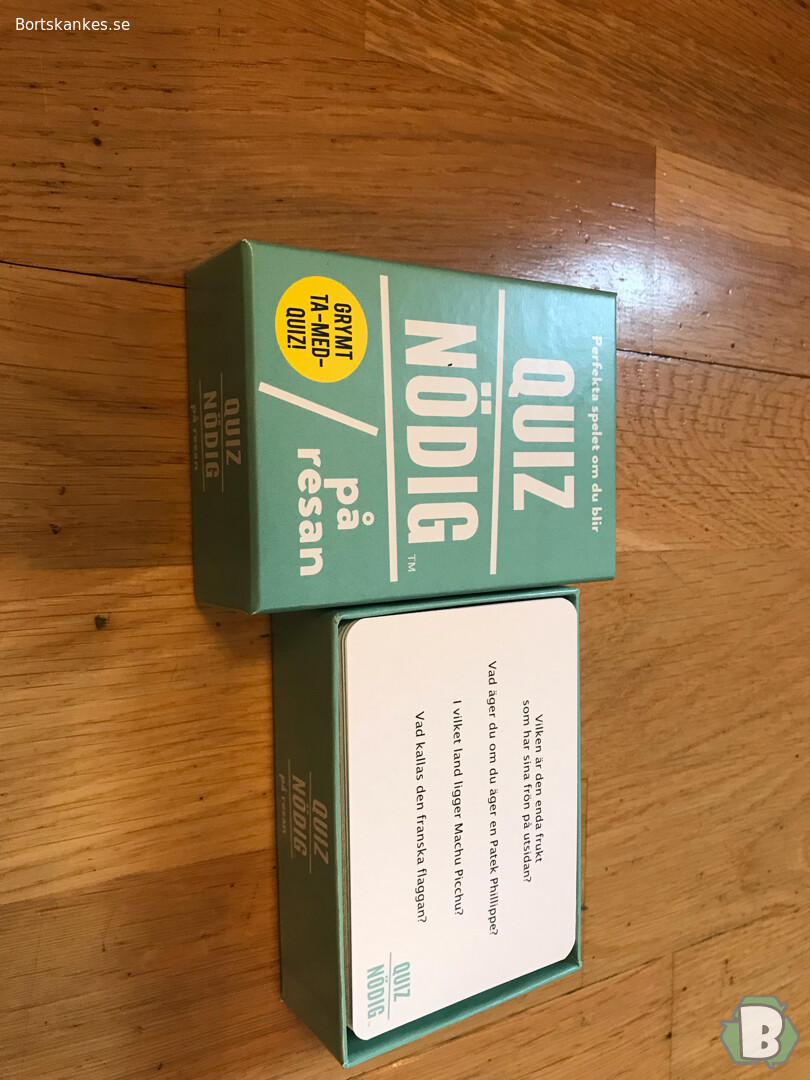 Bortskankes.se
Perfekta spelet om du blir
QUIZ
NÖDIG™
på
resan
GRYMT
TA-MED-
QUIZ!
QUIZ
NÖDIG
på resan
Vilken är den enda frukt
som har sina frön på utsidan?
Vad äger du om du äger en Patek Phillippe?
I vilket land ligger Machu Picchu?
Vad kallas den franska flaggan?
QUIZ
NÖDIG
QUIZ
NÖDIG
på resan
B